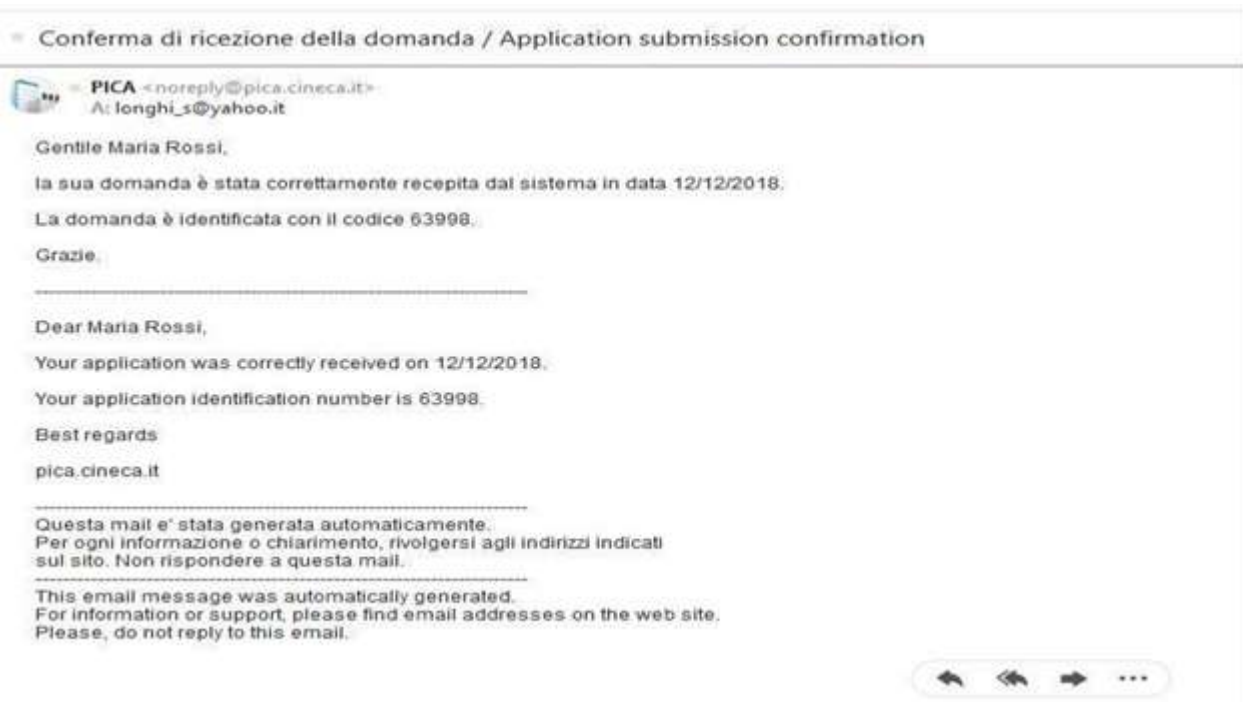 Conferma di ricezione della domanda / Application submission confirmation
PICA <noreply@pica.cineca.it>
A: longhi_s@yahoo.it
Gentile Maria Rossi,
la sua domanda è stata correttamente recepita dal sistema in data 12/12/2018.
La domanda è identificata con il codice 63998.
Grazie.
----------------------------------------------------------------------
Dear Maria Rossi,
Your application was correctly received on 12/12/2018.
Your application identification number is 63998.
Best regards
pica.cineca.it
----------------------------------------------------------------------
Questa mail e' stata generata automaticamente.
Per ogni informazione o chiarimento, rivolgersi agli indirizzi indicati
sul sito. Non rispondere a questa mail.
----------------------------------------------------------------------
This email message was automatically generated.
For information or support, please find email addresses on the web site.
Please, do not reply to this email.